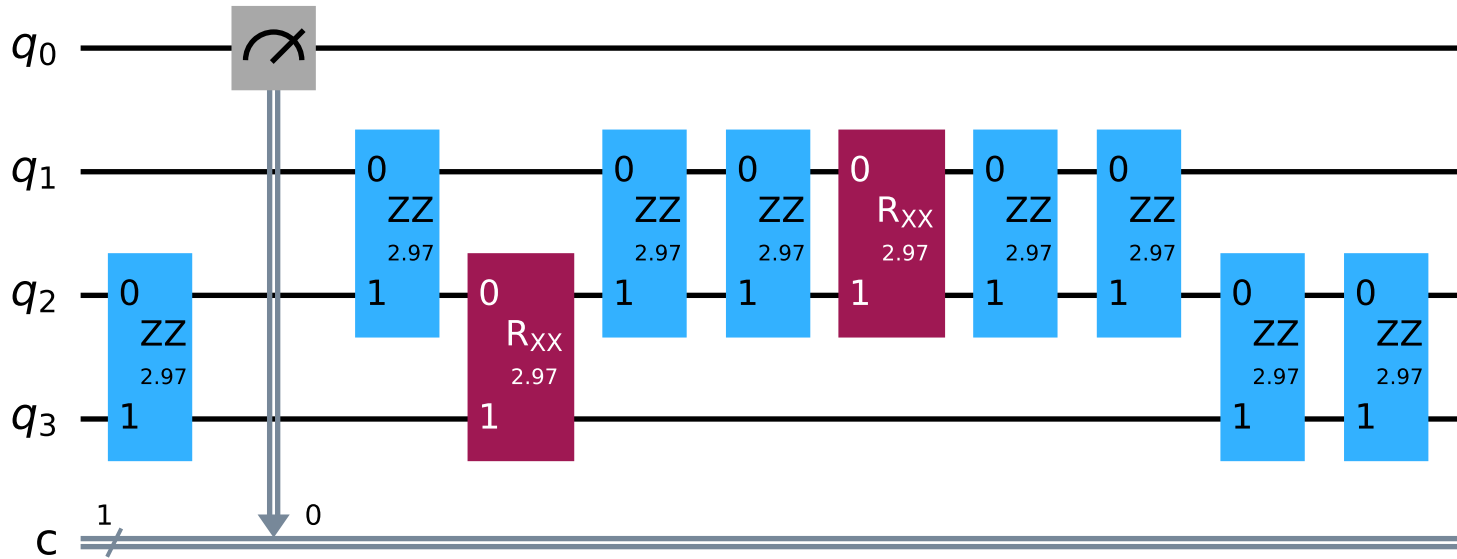 q0
q1 0 0 0 0 0 0
ZZ ZZ ZZ RXX ZZ ZZ
2.97 2.97 2.97 2.97 2.97 2.97
q2 0 1 0 1 1 1 1 1 0 0
ZZ RXX ZZ ZZ
2.97 2.97 2.97 2.97
q3 1 1 1 1
1 0
c